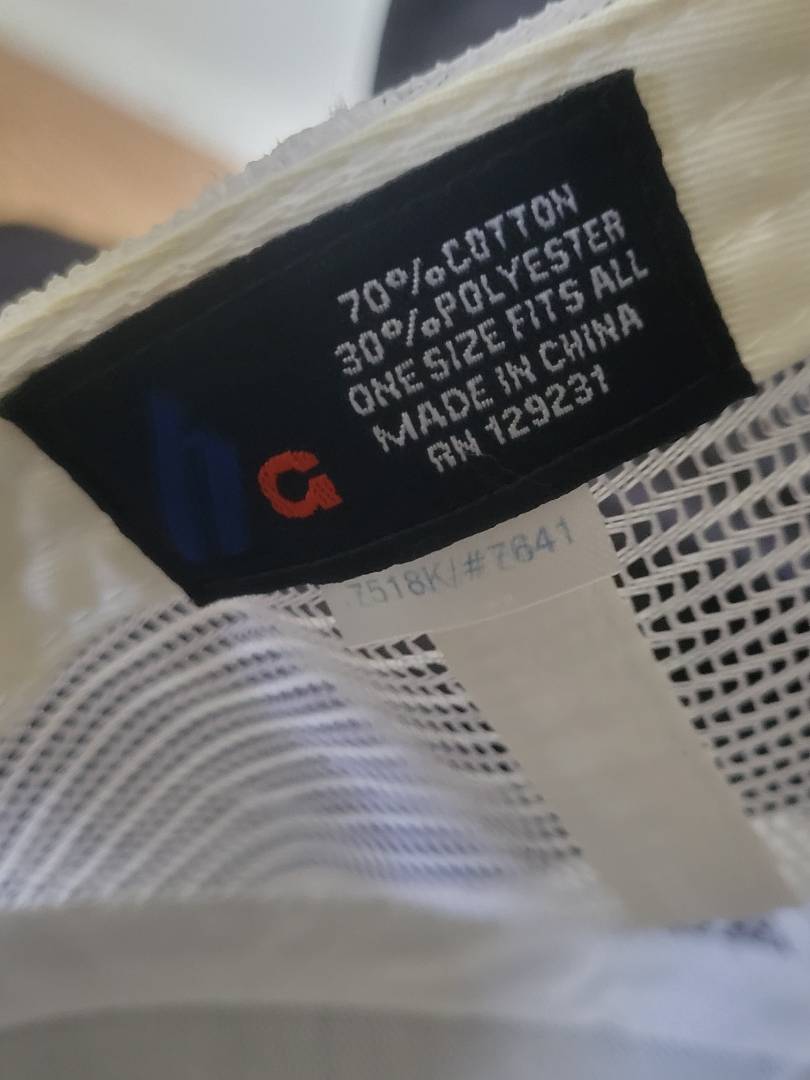 70%COTTON
30%POLYESTER
ONE SIZE FITS ALL
MADE IN CHINA
RN 129231
h G
7518K/#7641